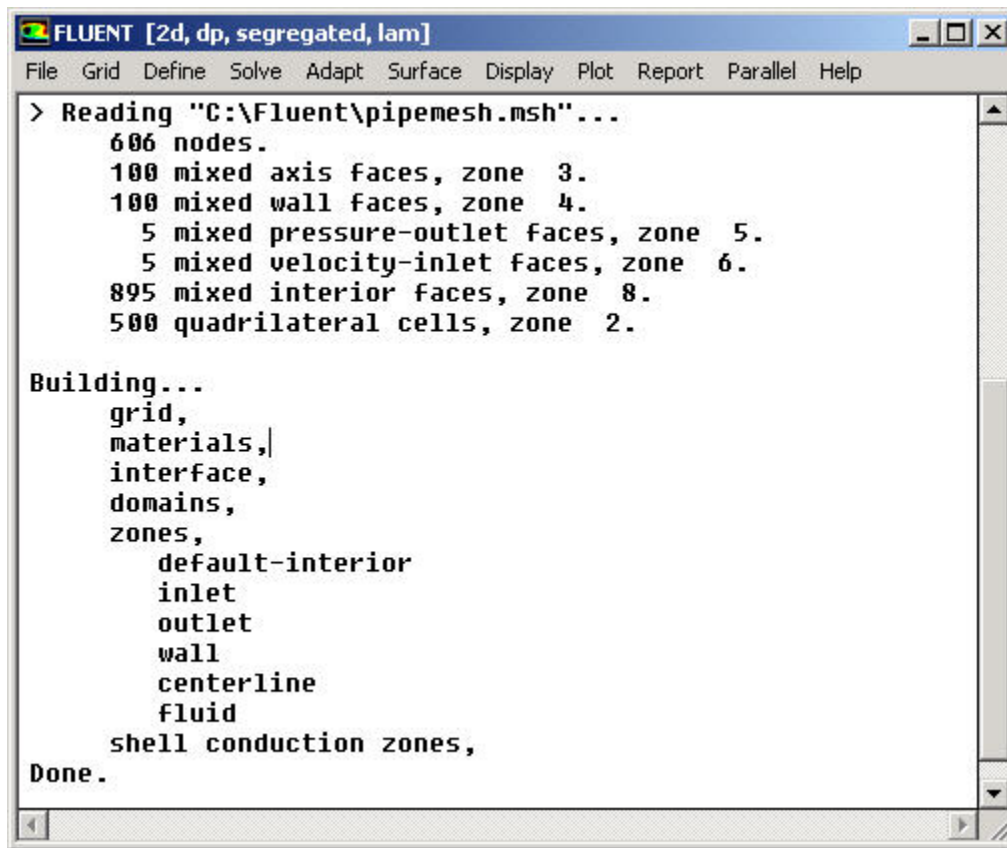 FLUENT [2d, dp, segregated, lam]
File Grid Define Solve Adapt Surface Display Plot Report Parallel Help
> Reading "C:\Fluent\pipemesh.msh"...
606 nodes.
100 mixed axis faces, zone  3.
100 mixed wall faces, zone  4.
5 mixed pressure-outlet faces, zone  5.
5 mixed velocity-inlet faces, zone  6.
895 mixed interior faces, zone  8.
500 quadrilateral cells, zone  2.
Building...
grid,
materials,
interface,
domains,
zones,
default-interior
inlet
outlet
wall
centerline
fluid
shell conduction zones,
Done.